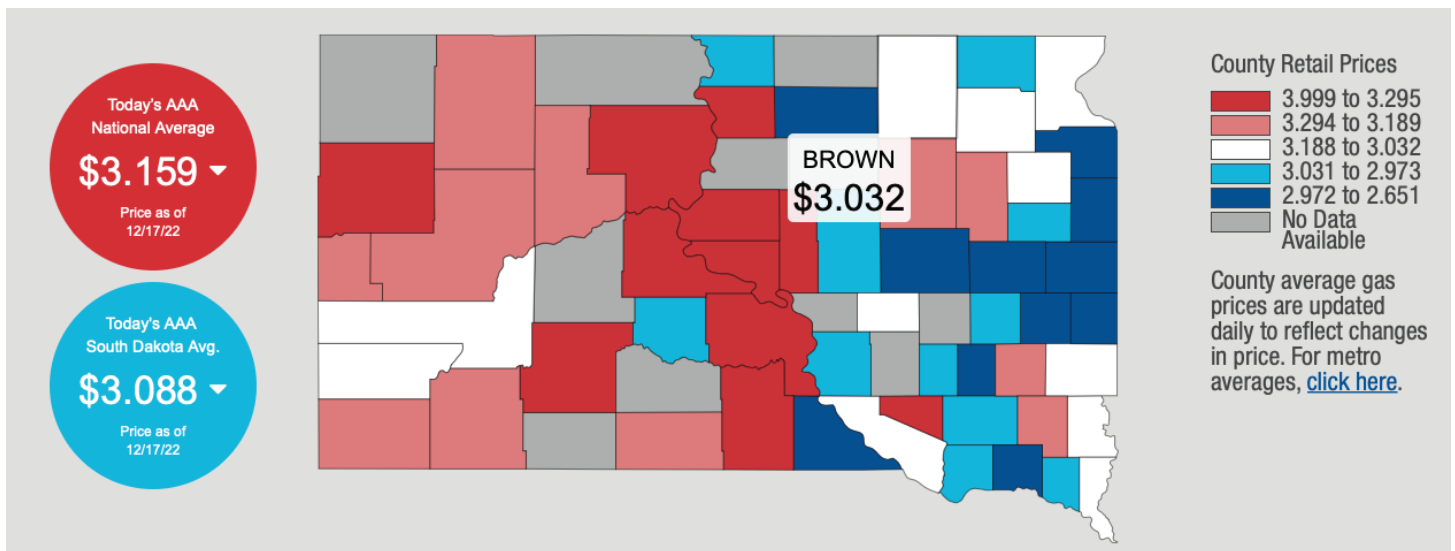 Today's AAA
National Average
$3.159
Price as of
12/17/22
Today's AAA
South Dakota Avg.
$3.088
Price as of
12/17/22
BROWN
$3.032
County Retail Prices
3.999 to 3.295
3.294 to 3.189
3.188 to 3.032
3.031 to 2.973
2.972 to 2.651
No Data
Available
County average gas
prices are updated
daily to reflect changes
in price. For metro
averages, click here.